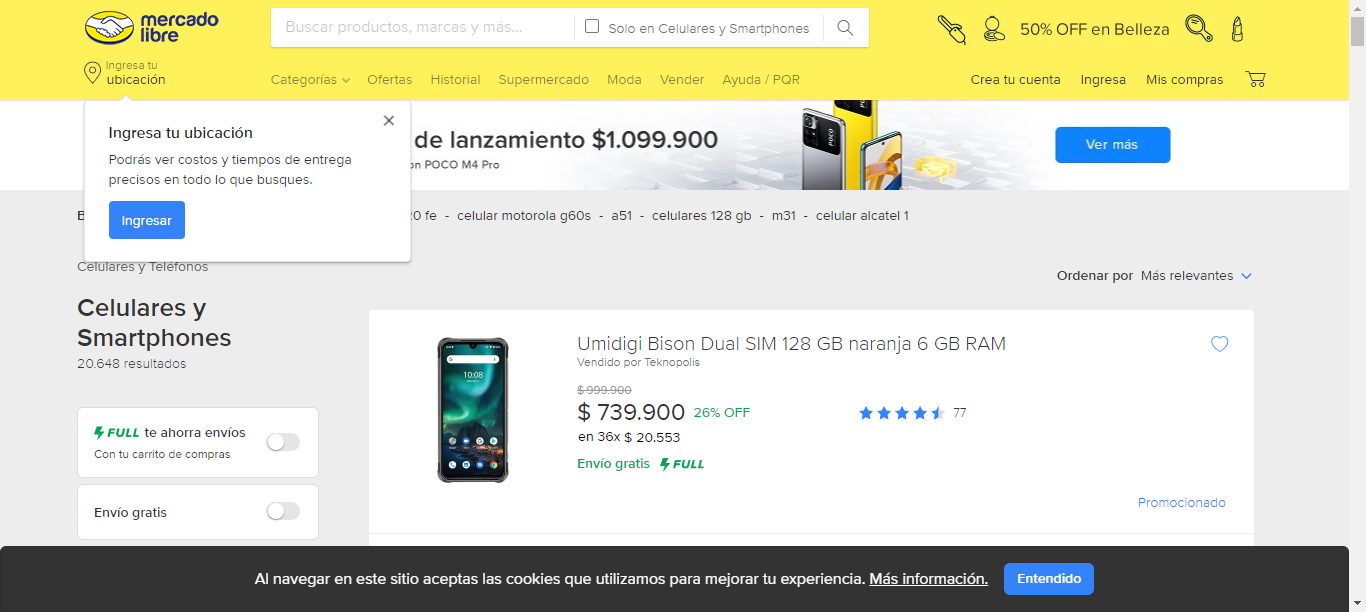 mercado
libre
Buscar productos, marcas y más...
Solo en Celulares y Smartphones
50% OFF en Belleza
Ingresa tu
ubicación
Categorías
Ofertas
Historial
Supermercado
Moda
Vender
Ayuda / PQR
Crea tu cuenta
Ingresa
Mis compras
Ingresa tu ubicación
Podrás ver costos y tiempos de entrega
precisos en todo lo que busques.
Ingresar
de lanzamiento $1.099.900
POCO M4 Pro
POCO
Ver más
fe - celular motorola g60s - a51 - celulares 128 gb - m31 - celular alcatel 1
Celulares y Teléfonos
Ordenar por Más relevantes
Celulares y
Smartphones
20.648 resultados
FULL te ahorra envíos
Con tu carrito de compras
Envío gratis
10:08
Umidigi Bison Dual SIM 128 GB naranja 6 GB RAM
Vendido por Teknopolis
$ 999.900
$ 739.900 26% OFF
77
en 36x $ 20.553
Envío gratis FULL
Promocionado
Al navegar en este sitio aceptas las cookies que utilizamos para mejorar tu experiencia. Más información.
Entendido